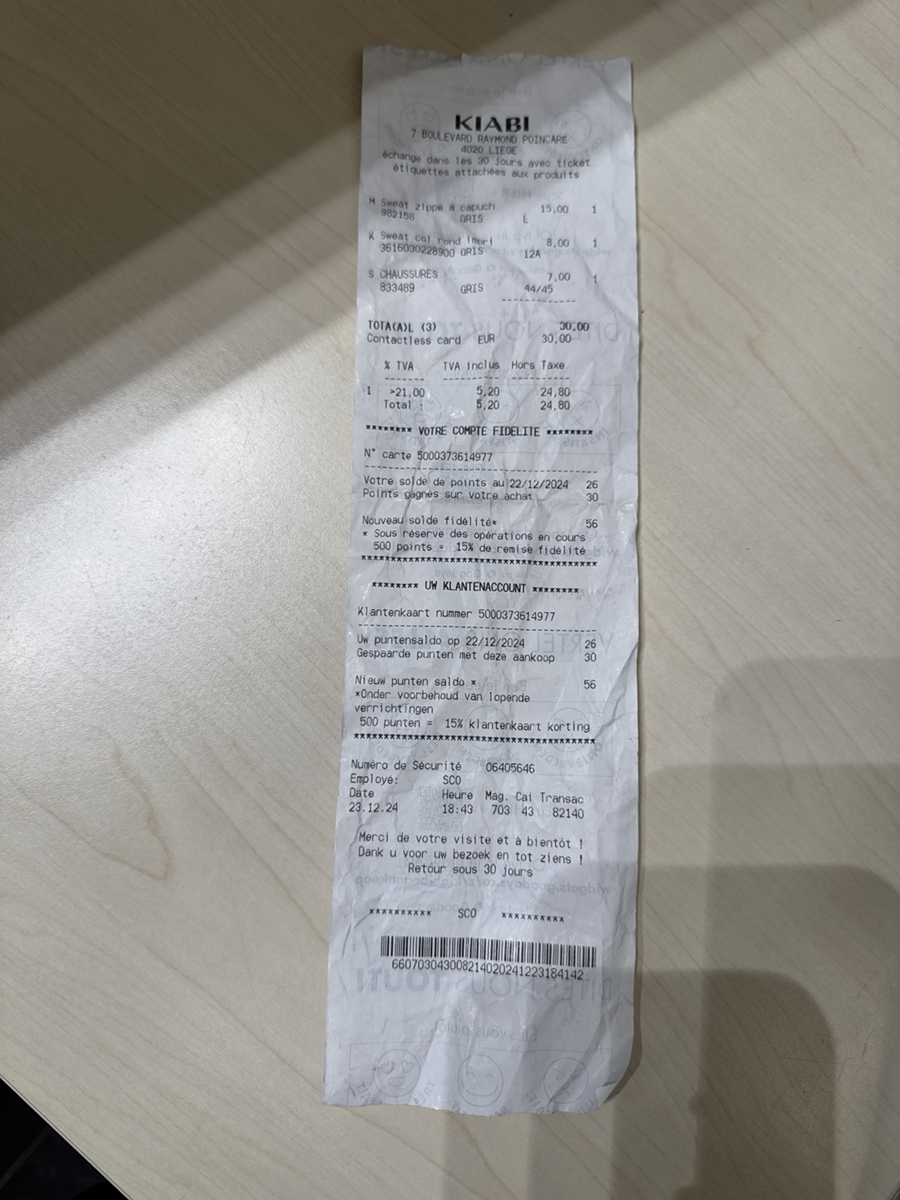 KIABI
7 BOULEVARD RAYMOND POINCARE
4020 LIEGE
échange dans les 30 Jours avec ticket
étiquettes attachées aux produits
M Sweat zippe à capuch 15,00 1
982158 GRIS L
K Sweat col rond impri 8,00 1
3616030228900 GRIS 12A
S CHAUSSURES 7,00 1
833489 GRIS 44/45
------------
TOTA(A)L (3) 30,00
Contactless card EUR 30,00
% TVA TVA Inclus Hors Taxe
------ --------- ---------
1 >21,00 5,20 24,80
Total : 5,20 24,80
******** VOTRE COMPTE FIDELITE ********
N° carte 5000373614977
---------------------------------------
Votre solde de points au 22/12/2024 26
Points gagnés sur votre achat 30
Nouveau solde fidélité* 56
* Sous réserve des opérations en cours
500 points = 15% de remise fidélité
***************************************
******** UW KLANTENACCOUNT ********
Klantenkaart nummer 5000373614977
---------------------------------------
Uw puntensaldo op 22/12/2024 26
Gespaarde punten met deze aankoop 30
Nieuw punten saldo * 56
*Onder voorbehoud van lopende
verrichtingen
500 punten = 15% klantenkaart korting
***************************************
Numéro de Sécurité 06405646
Employé: SCO
Date Heure Mag. Cai Transac
23.12.24 18:43 703 43 82140
Merci de votre visite et à bientôt !
Dank u voor uw bezoek en tot ziens !
Retour sous 30 jours
********** SCO **********
660703043008214020241223184142